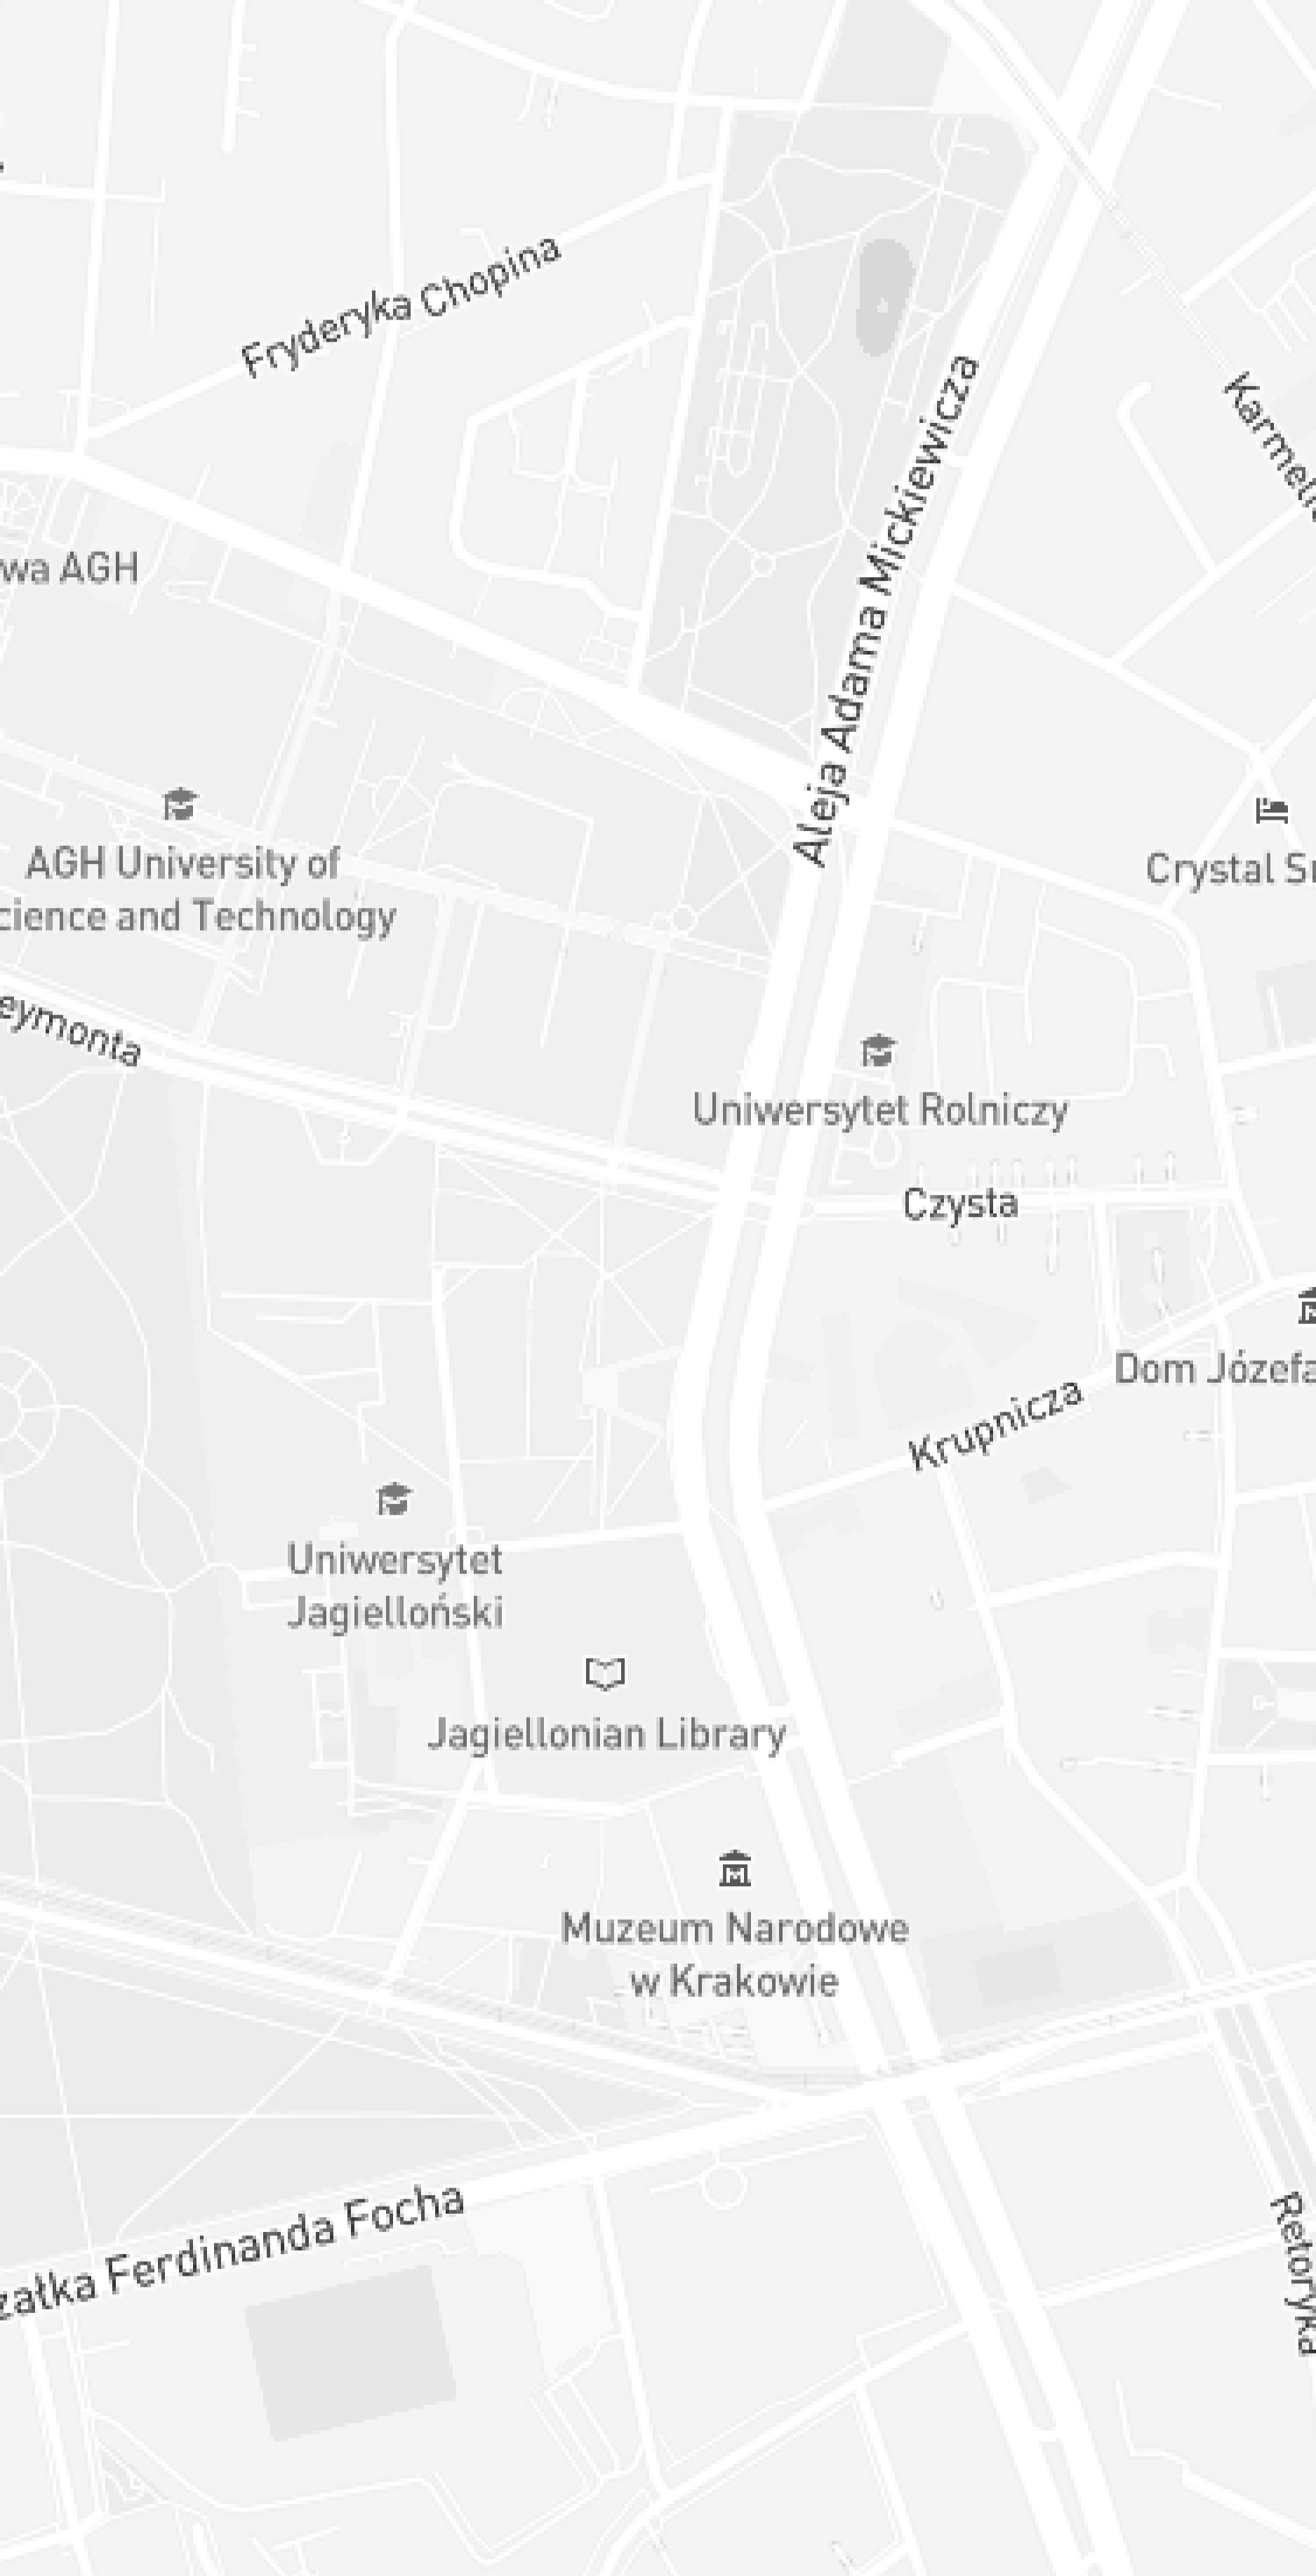 Fryderyka Chopina
Karmeli
wa AGH
Aleja Adama Mickiewicza
AGH University of
cience and Technology
Crystal S
eymonta
Uniwersytet Rolniczy
Czysta
Dom Józefa
Krupnicza
Uniwersytet
Jagielloński
Jagiellonian Library
Muzeum Narodowe
w Krakowie
załka Ferdinanda Focha
Retoryka